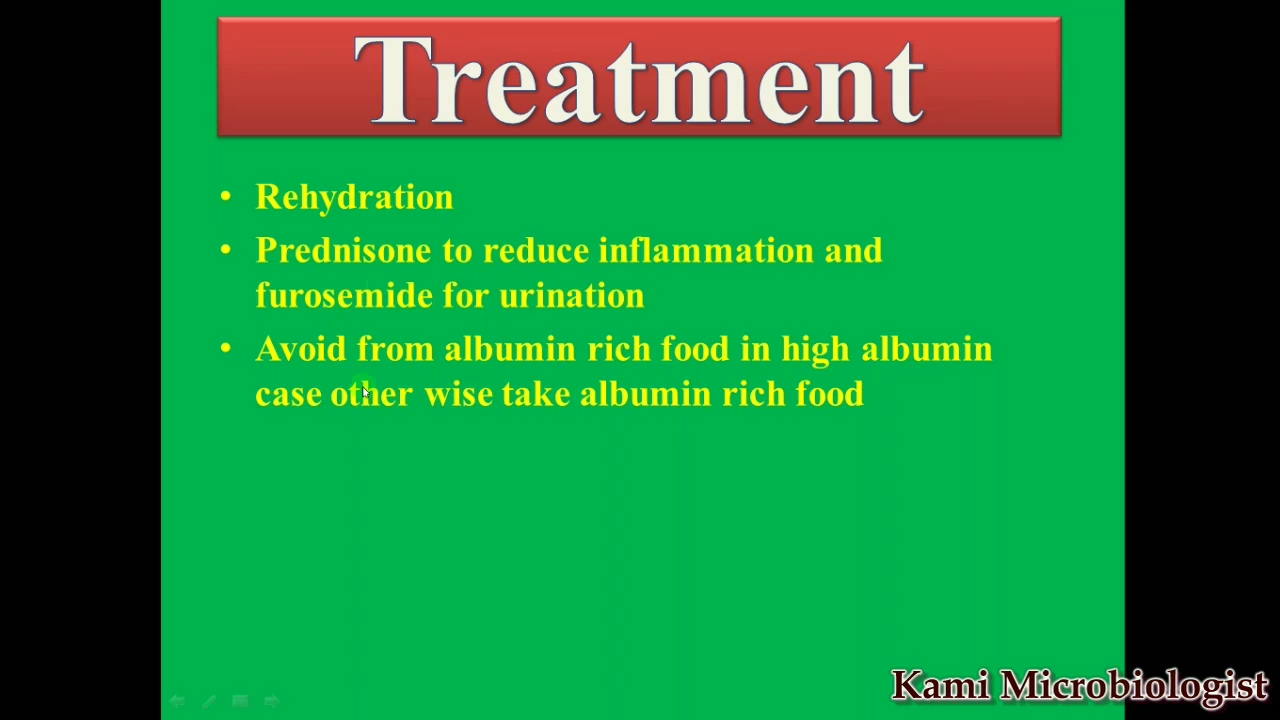 Treatment
• Rehydration
• Prednisone to reduce inflammation and
furosemide for urination
• Avoid from albumin rich food in high albumin
case other wise take albumin rich food
Kami Microbiologist